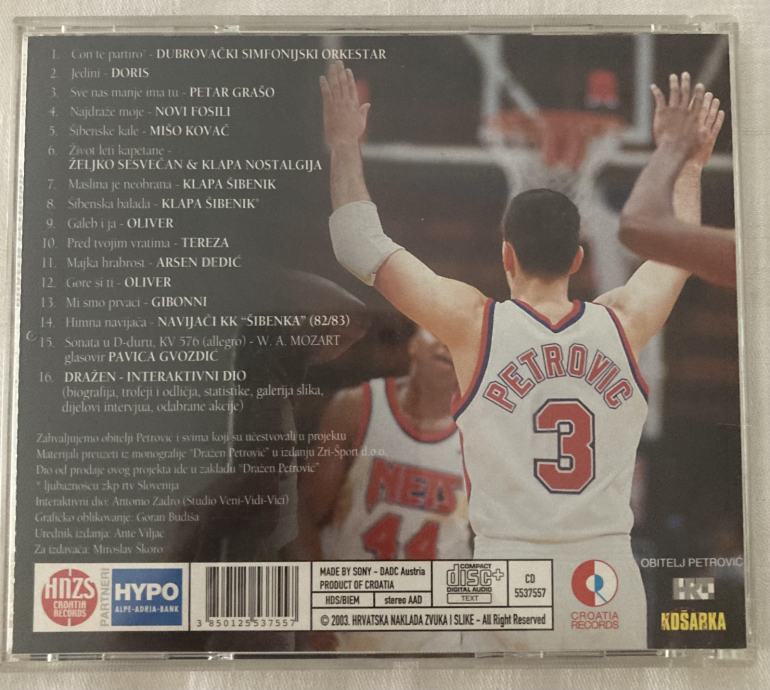 1. Con te partiro' - DUBROVAČKI SIMFONIJSKI ORKESTAR
2. Jedini - DORIS
3. Sve nas manje ima tu - PETAR GRAŠO
4. Najdraže moje - NOVI FOSILI
5. Šibenske kale - MIŠO KOVAČ
6. Život leti kapetane -
ŽELJKO SESVEČAN & KLAPA NOSTALGIJA
7. Maslina je neobrana - KLAPA ŠIBENIK
8. Šibenska balada - KLAPA ŠIBENIK*
9. Galeb i ja - OLIVER
10. Pred tvojim vratima - TEREZA
11. Majka hrabrost - ARSEN DEDIĆ
12. Gore si ti - OLIVER
13. Mi smo prvaci - GIBONNI
14. Himna navijača - NAVIJAČI KK "ŠIBENKA" (82/83)
15. Sonata u D-duru, KV 576 (allegro) - W. A. MOZART
glasovir PAVICA GVOZDIĆ
16. DRAŽEN - INTERAKTIVNI DIO
(biografija, trofeji i odličja, statistike, galerija slika,
dijelovi intervjua, odabrane akcije)
Zahvaljujemo obitelji Petrovic i svima koji su učestvovali u projektu
Materijali preuzeti iz monografije "Dražen Petrovic" u izdanju Zri-Šport d.o.o.
Dio od prodaje ovog projekta ide u zakladu "Dražen Petrovic"
* ljubaznošcu zkp rtv Slovenija
Interaktivni dio: Antonio Zadro (Studio Veni-Vidi-Vici)
Graficko oblikovanje: Goran Budiša
Urednik izdanja: Ante Viljac
Za izdavača: Miroslav Škoro
PETROVIC
3
NETS
44
HNZS
CROATIA
RECORDS
PARTNERI
HYPO
ALPE-ADRIA-BANK
3 850125 537557
MADE BY SONY - DADC Austria
PRODUCT OF CROATIA
HDS/BIEM
stereo AAD
COMPACT
disc+
DIGITAL AUDIO
TEXT
CD
5537557
© 2003. HRVATSKA NAKLADA ZVUKA I SLIKE - All Right Reserved
CROATIA
RECORDS
OBITELJ PETROVIĆ
HRT
KOŠARKA